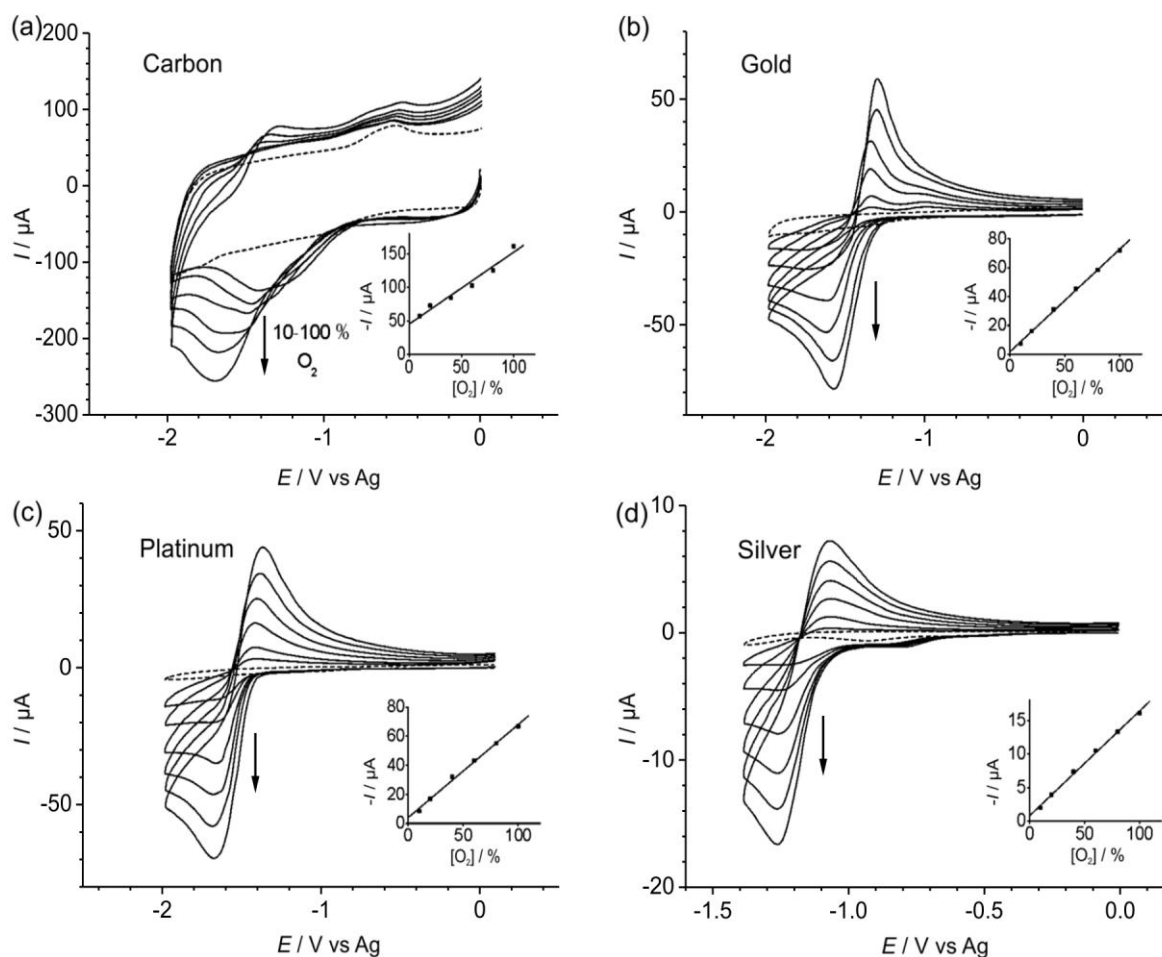 (a)
Carbon
I / µA
200
100
0
-100
-200
-300
-2
-1
0
E / V vs Ag
10-100 %
O₂
-I / µA
150
100
50
0
0
50
100
[O₂] / %
(b)
Gold
I / µA
50
0
-50
-2
-1
0
E / V vs Ag
-I / µA
80
60
40
20
0
0
50
100
[O₂] / %
(c)
Platinum
I / µA
50
0
-50
-2
-1
0
E / V vs Ag
-I / µA
80
60
40
20
0
0
50
100
[O₂] / %
(d)
Silver
I / µA
10
0
-10
-20
-1.5
-1.0
-0.5
0.0
E / V vs Ag
-I / µA
15
10
5
0
0
50
100
[O₂] / %